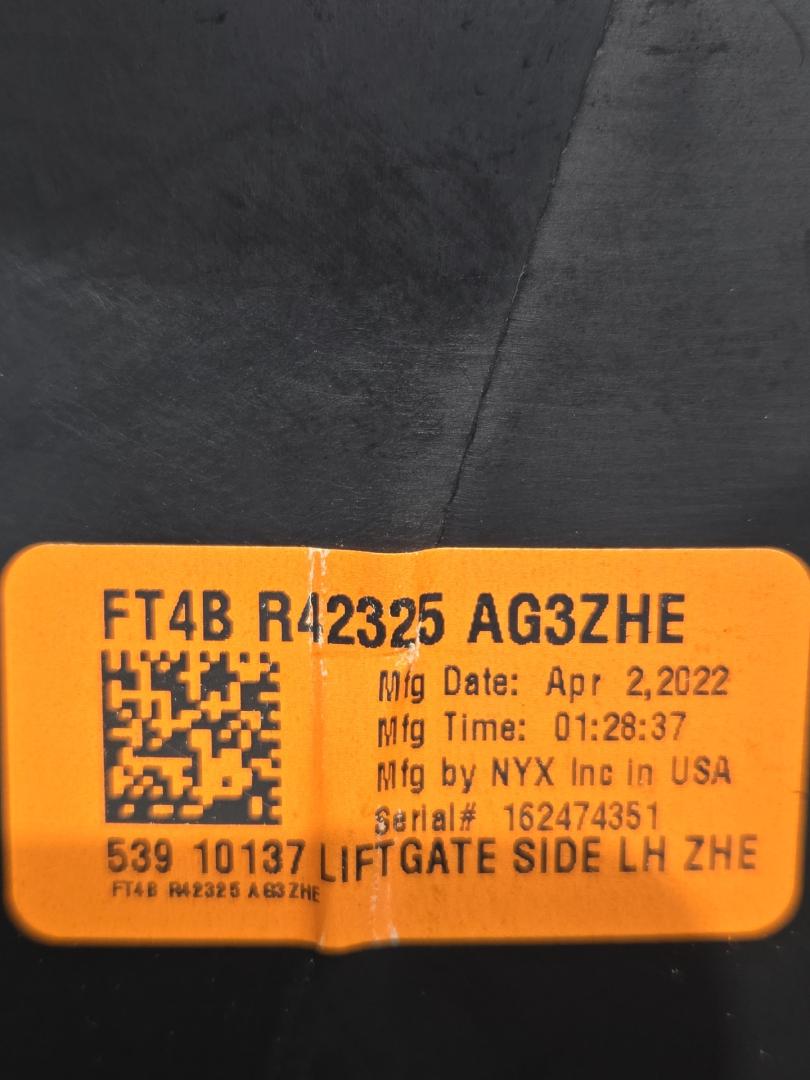 FT4B R42325 AG3ZHE
Mfg Date: Apr 2,2022
Mfg Time: 01:28:37
Mfg by NYX Inc in USA
Serial# 162474351
539 10137 LIFTGATE SIDE LH ZHE
FT4B R42325 AG3ZHE